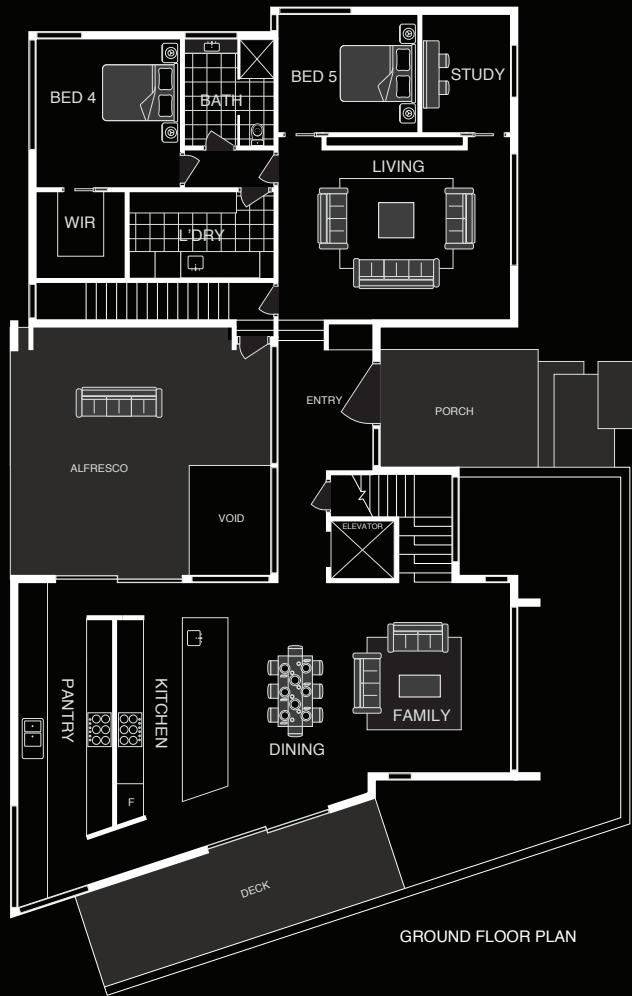 BED 4
BATH
BED 5
STUDY
LIVING
WIR
L'DRY
ENTRY
PORCH
ALFRESCO
VOID
ELEVATOR
PANTRY
KITCHEN
F
DINING
FAMILY
DECK
GROUND FLOOR PLAN